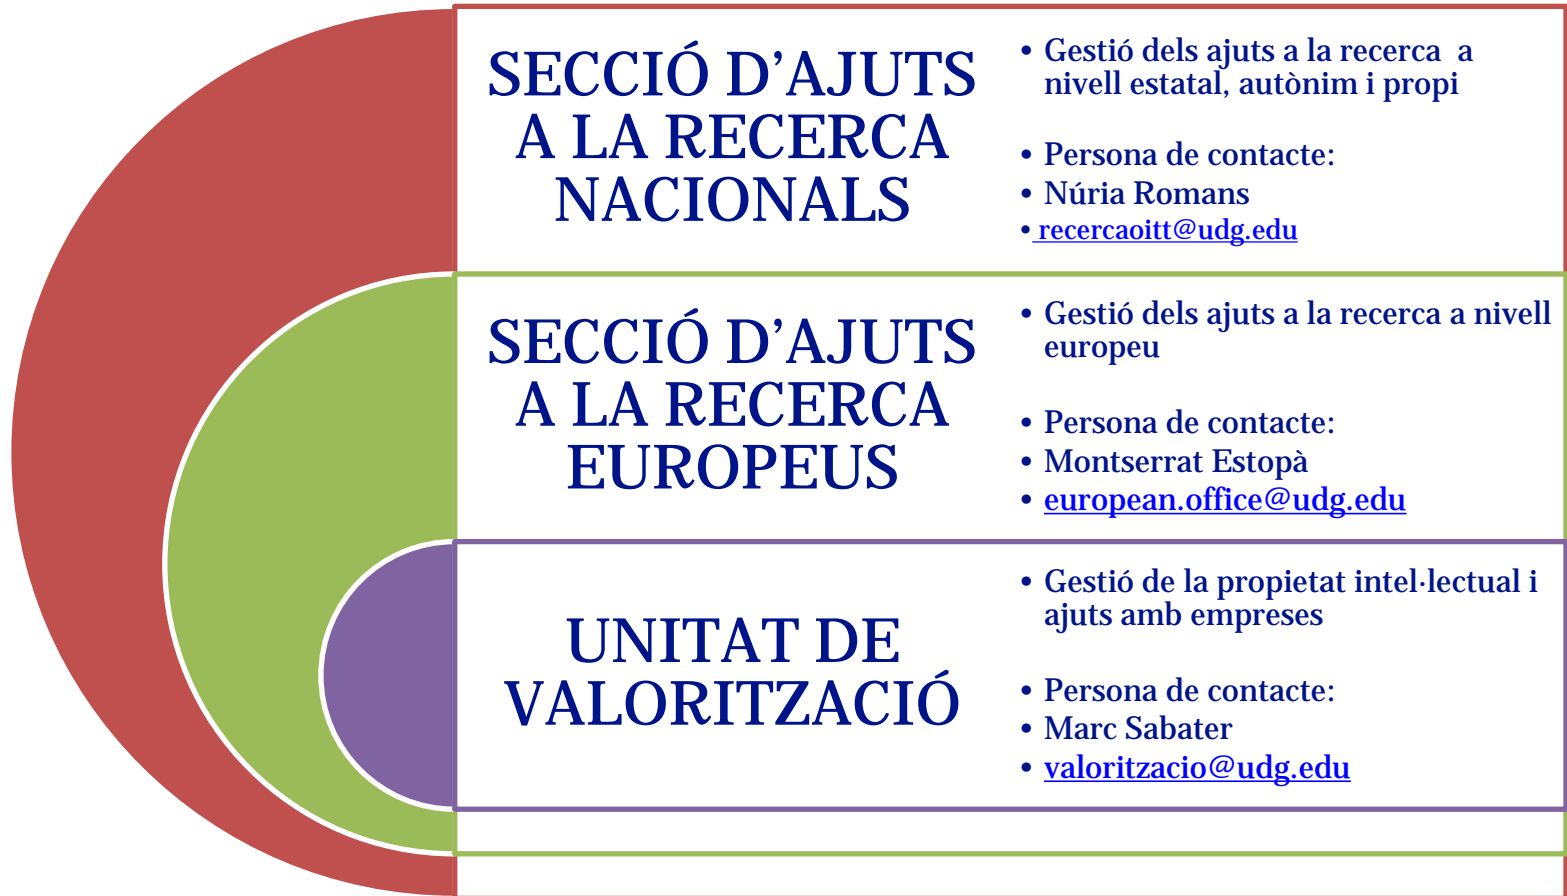 SECCIÓ D’AJUTS
A LA RECERCA
NACIONALS
• Gestió dels ajuts a la recerca a
nivell estatal, autònim i propi
• Persona de contacte:
• Núria Romans
• recercaoitt@udg.edu
SECCIÓ D’AJUTS
A LA RECERCA
EUROPEUS
• Gestió dels ajuts a la recerca a nivell
europeu
• Persona de contacte:
• Montserrat Estopà
• european.office@udg.edu
UNITAT DE
VALORITZACIÓ
• Gestió de la propietat intel·lectual i
ajuts amb empreses
• Persona de contacte:
• Marc Sabater
• valoritzacio@udg.edu